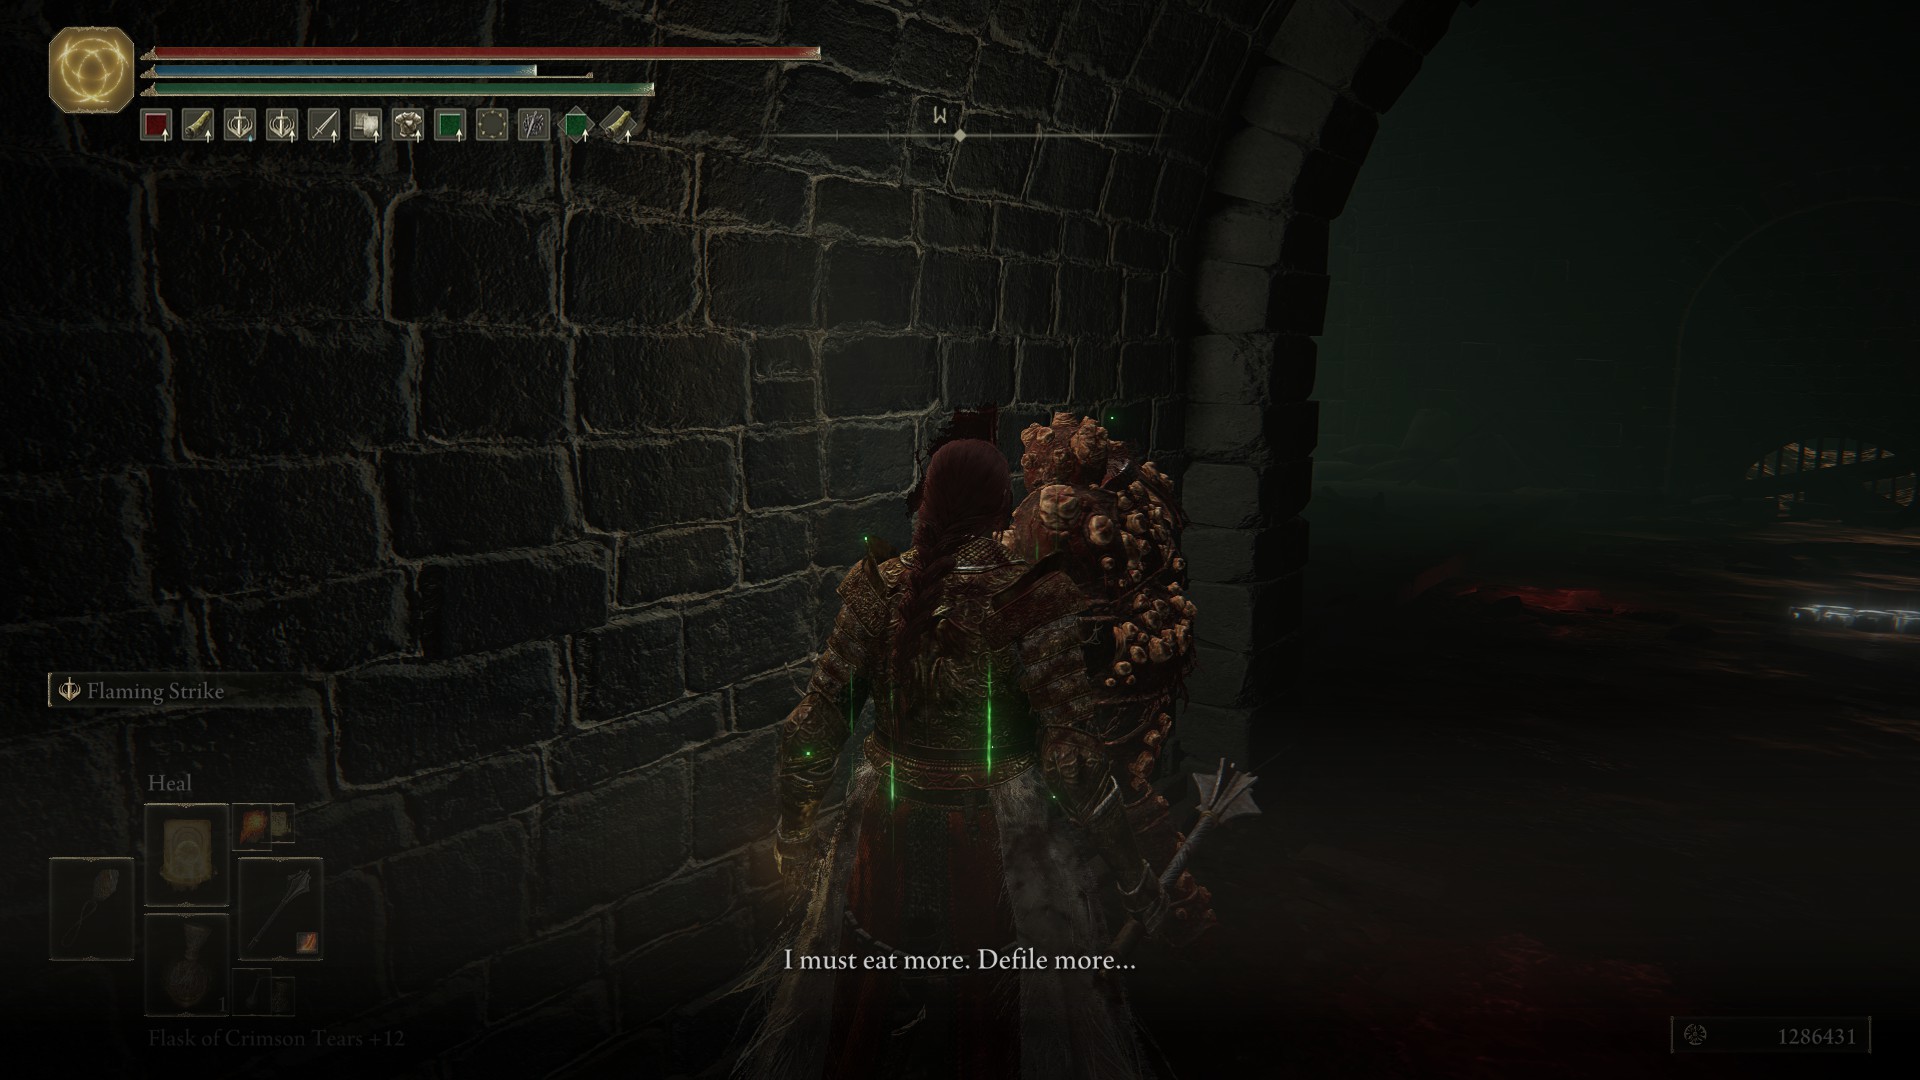 W
Flaming Strike
Heal
1
Flask of Crimson Tears +12
I must eat more. Defile more...
1286431